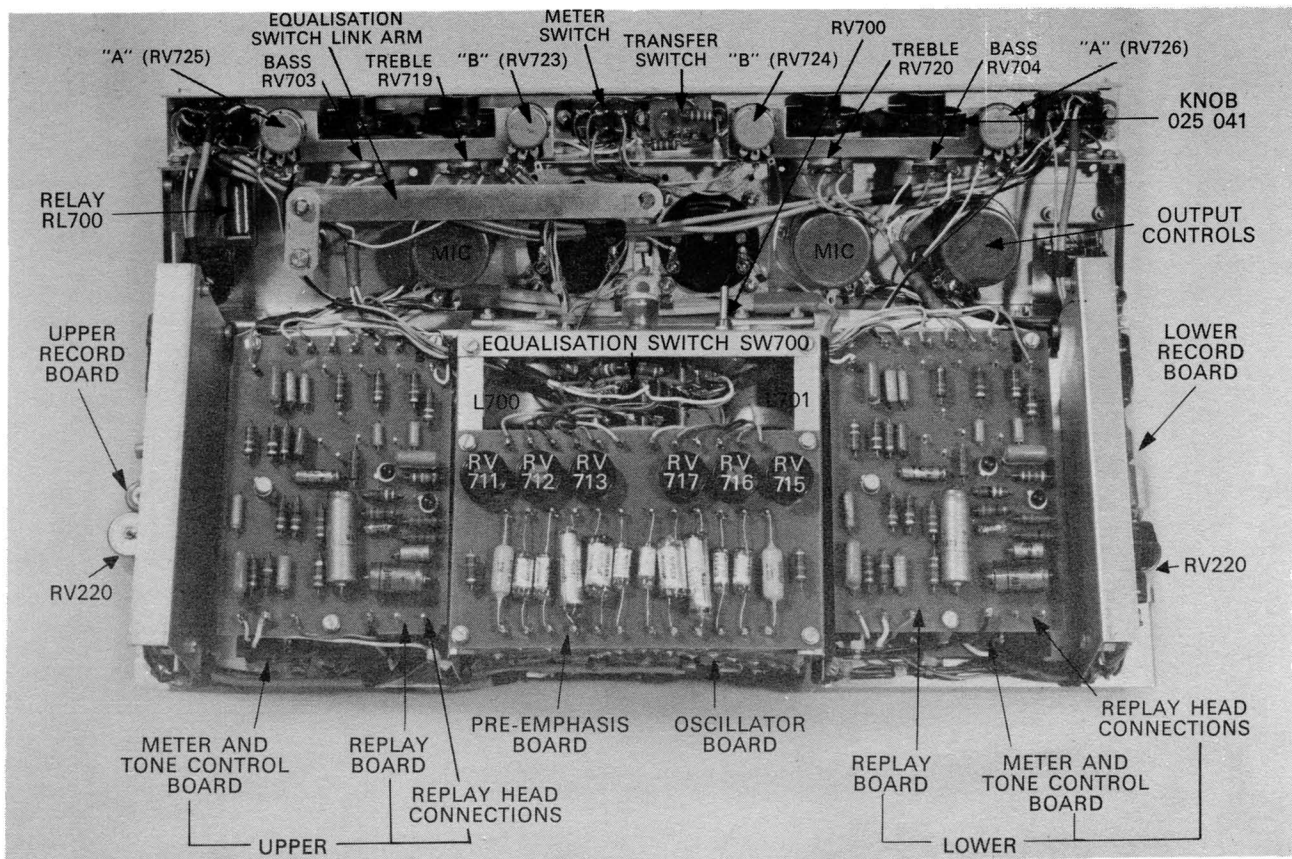 "A" (RV725)
EQUALISATION
SWITCH LINK ARM
BASS
RV703
TREBLE
RV719
"B" (RV723)
METER
SWITCH
TRANSFER
SWITCH
"B" (RV724)
RV700
TREBLE
RV720
BASS
RV704
"A" (RV726)
KNOB
025 041
RELAY
RL700
MIC
MIC
OUTPUT
CONTROLS
UPPER
RECORD
BOARD
EQUALISATION SWITCH SW700
LOWER
RECORD
BOARD
L700
L701
RV
711
RV
712
RV
713
RV
717
RV
716
RV
715
RV220
RV220
METER AND
TONE CONTROL
BOARD
REPLAY
BOARD
REPLAY HEAD
CONNECTIONS
UPPER
PRE-EMPHASIS
BOARD
OSCILLATOR
BOARD
REPLAY
BOARD
METER AND
TONE CONTROL
BOARD
REPLAY HEAD
CONNECTIONS
LOWER